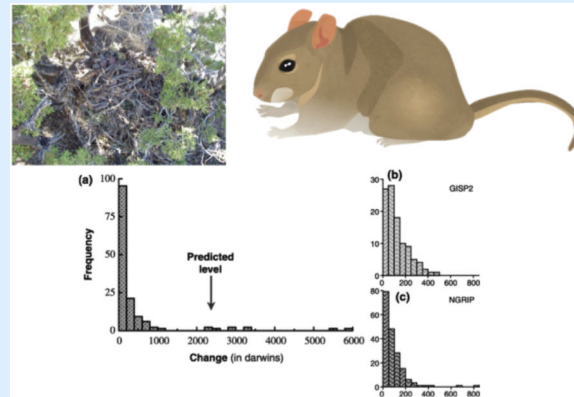 (a)
100
75
50
25
0
Frequency
Predicted
level
0 1000 2000 3000 4000 5000 6000
Change (in darwins)
(b)
GISP2
30
20
10
0
0 200 400 600 800
(c)
NGRIP
80
60
40
20
0
0 200 400 600 800